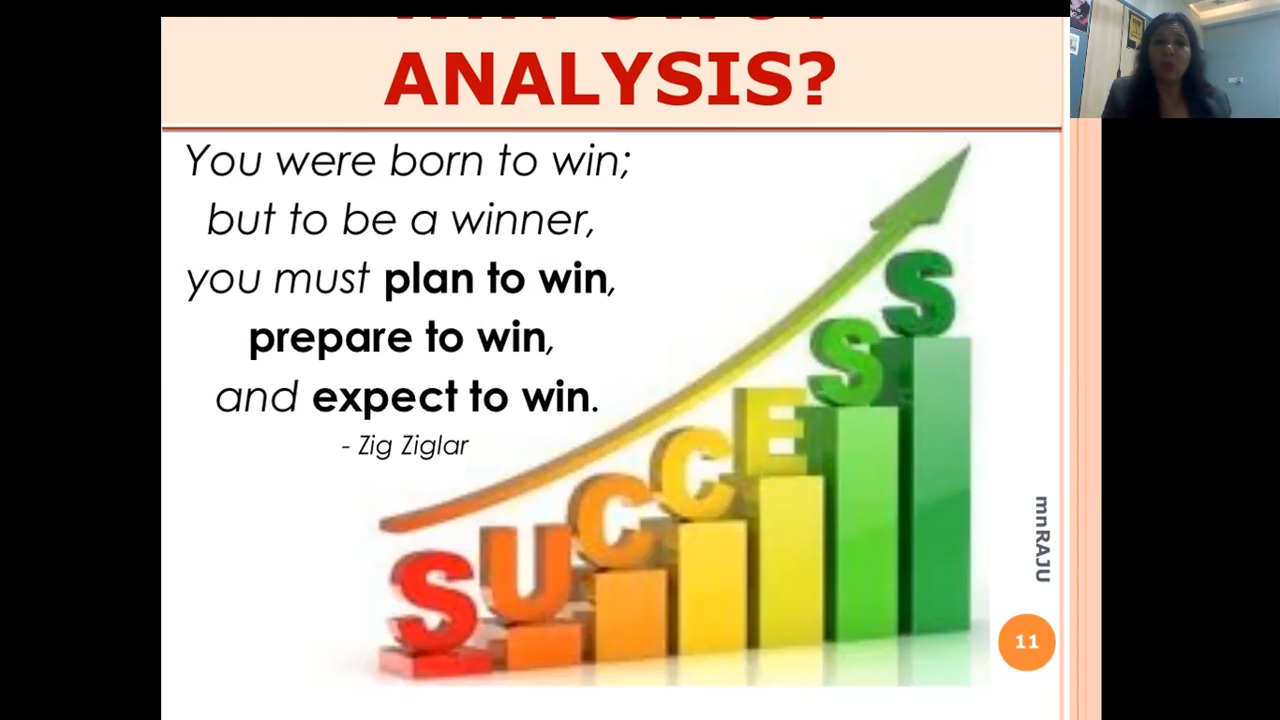 ANALYSIS?
You were born to win;
but to be a winner,
you must plan to win,
prepare to win,
and expect to win.
- Zig Ziglar
SUCCESS
mnRAJU
11